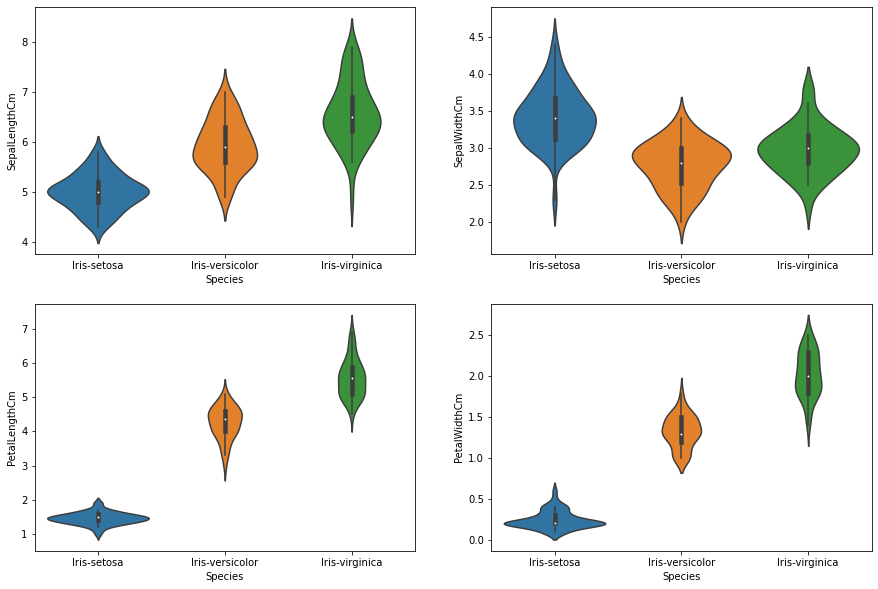 SepalLengthCm
8
7
6
5
4
Iris-setosa Iris-versicolor Iris-virginica
Species
SepalWidthCm
4.5
4.0
3.5
3.0
2.5
2.0
Iris-setosa Iris-versicolor Iris-virginica
Species
PetalLengthCm
7
6
5
4
3
2
1
Iris-setosa Iris-versicolor Iris-virginica
Species
PetalWidthCm
2.5
2.0
1.5
1.0
0.5
0.0
Iris-setosa Iris-versicolor Iris-virginica
Species